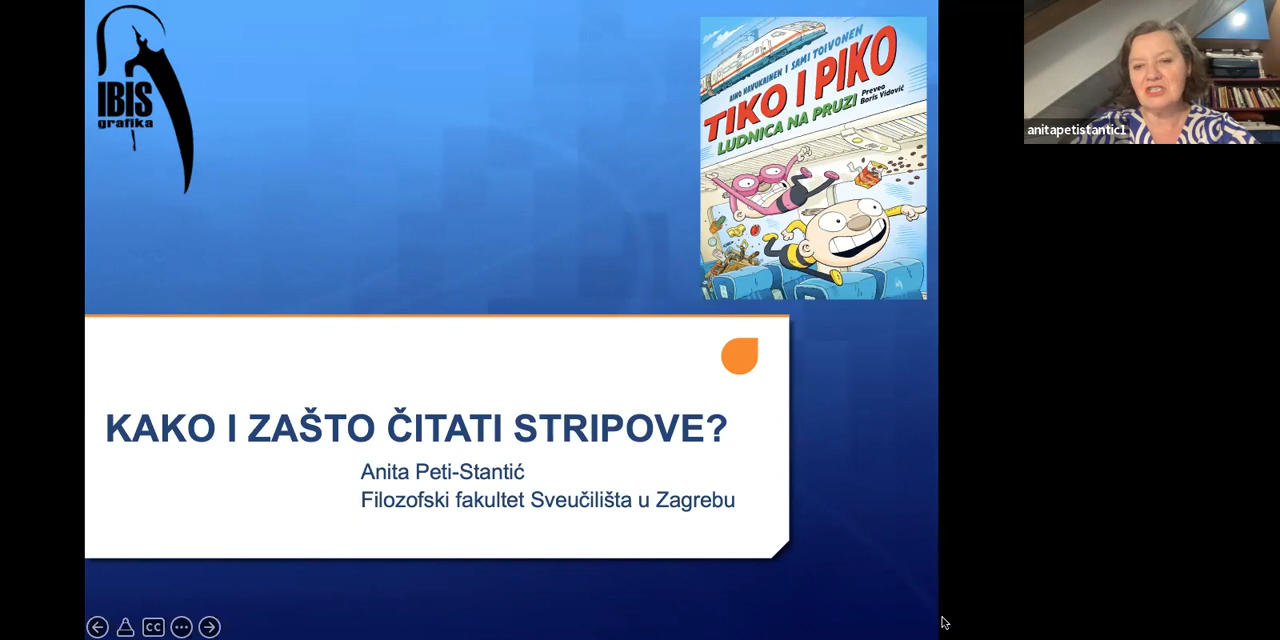 IBIS
grafika
AINO HAVUKAINEN I SAMI TOIVONEN
TIKO I PIKO
LUDNICA NA PRUZI
Preveo
Boris Vidović
anitapetistantic1
KAKO I ZAŠTO ČITATI STRIPOVE?
Anita Peti-Stantić
Filozofski fakultet Sveučilišta u Zagrebu
CC